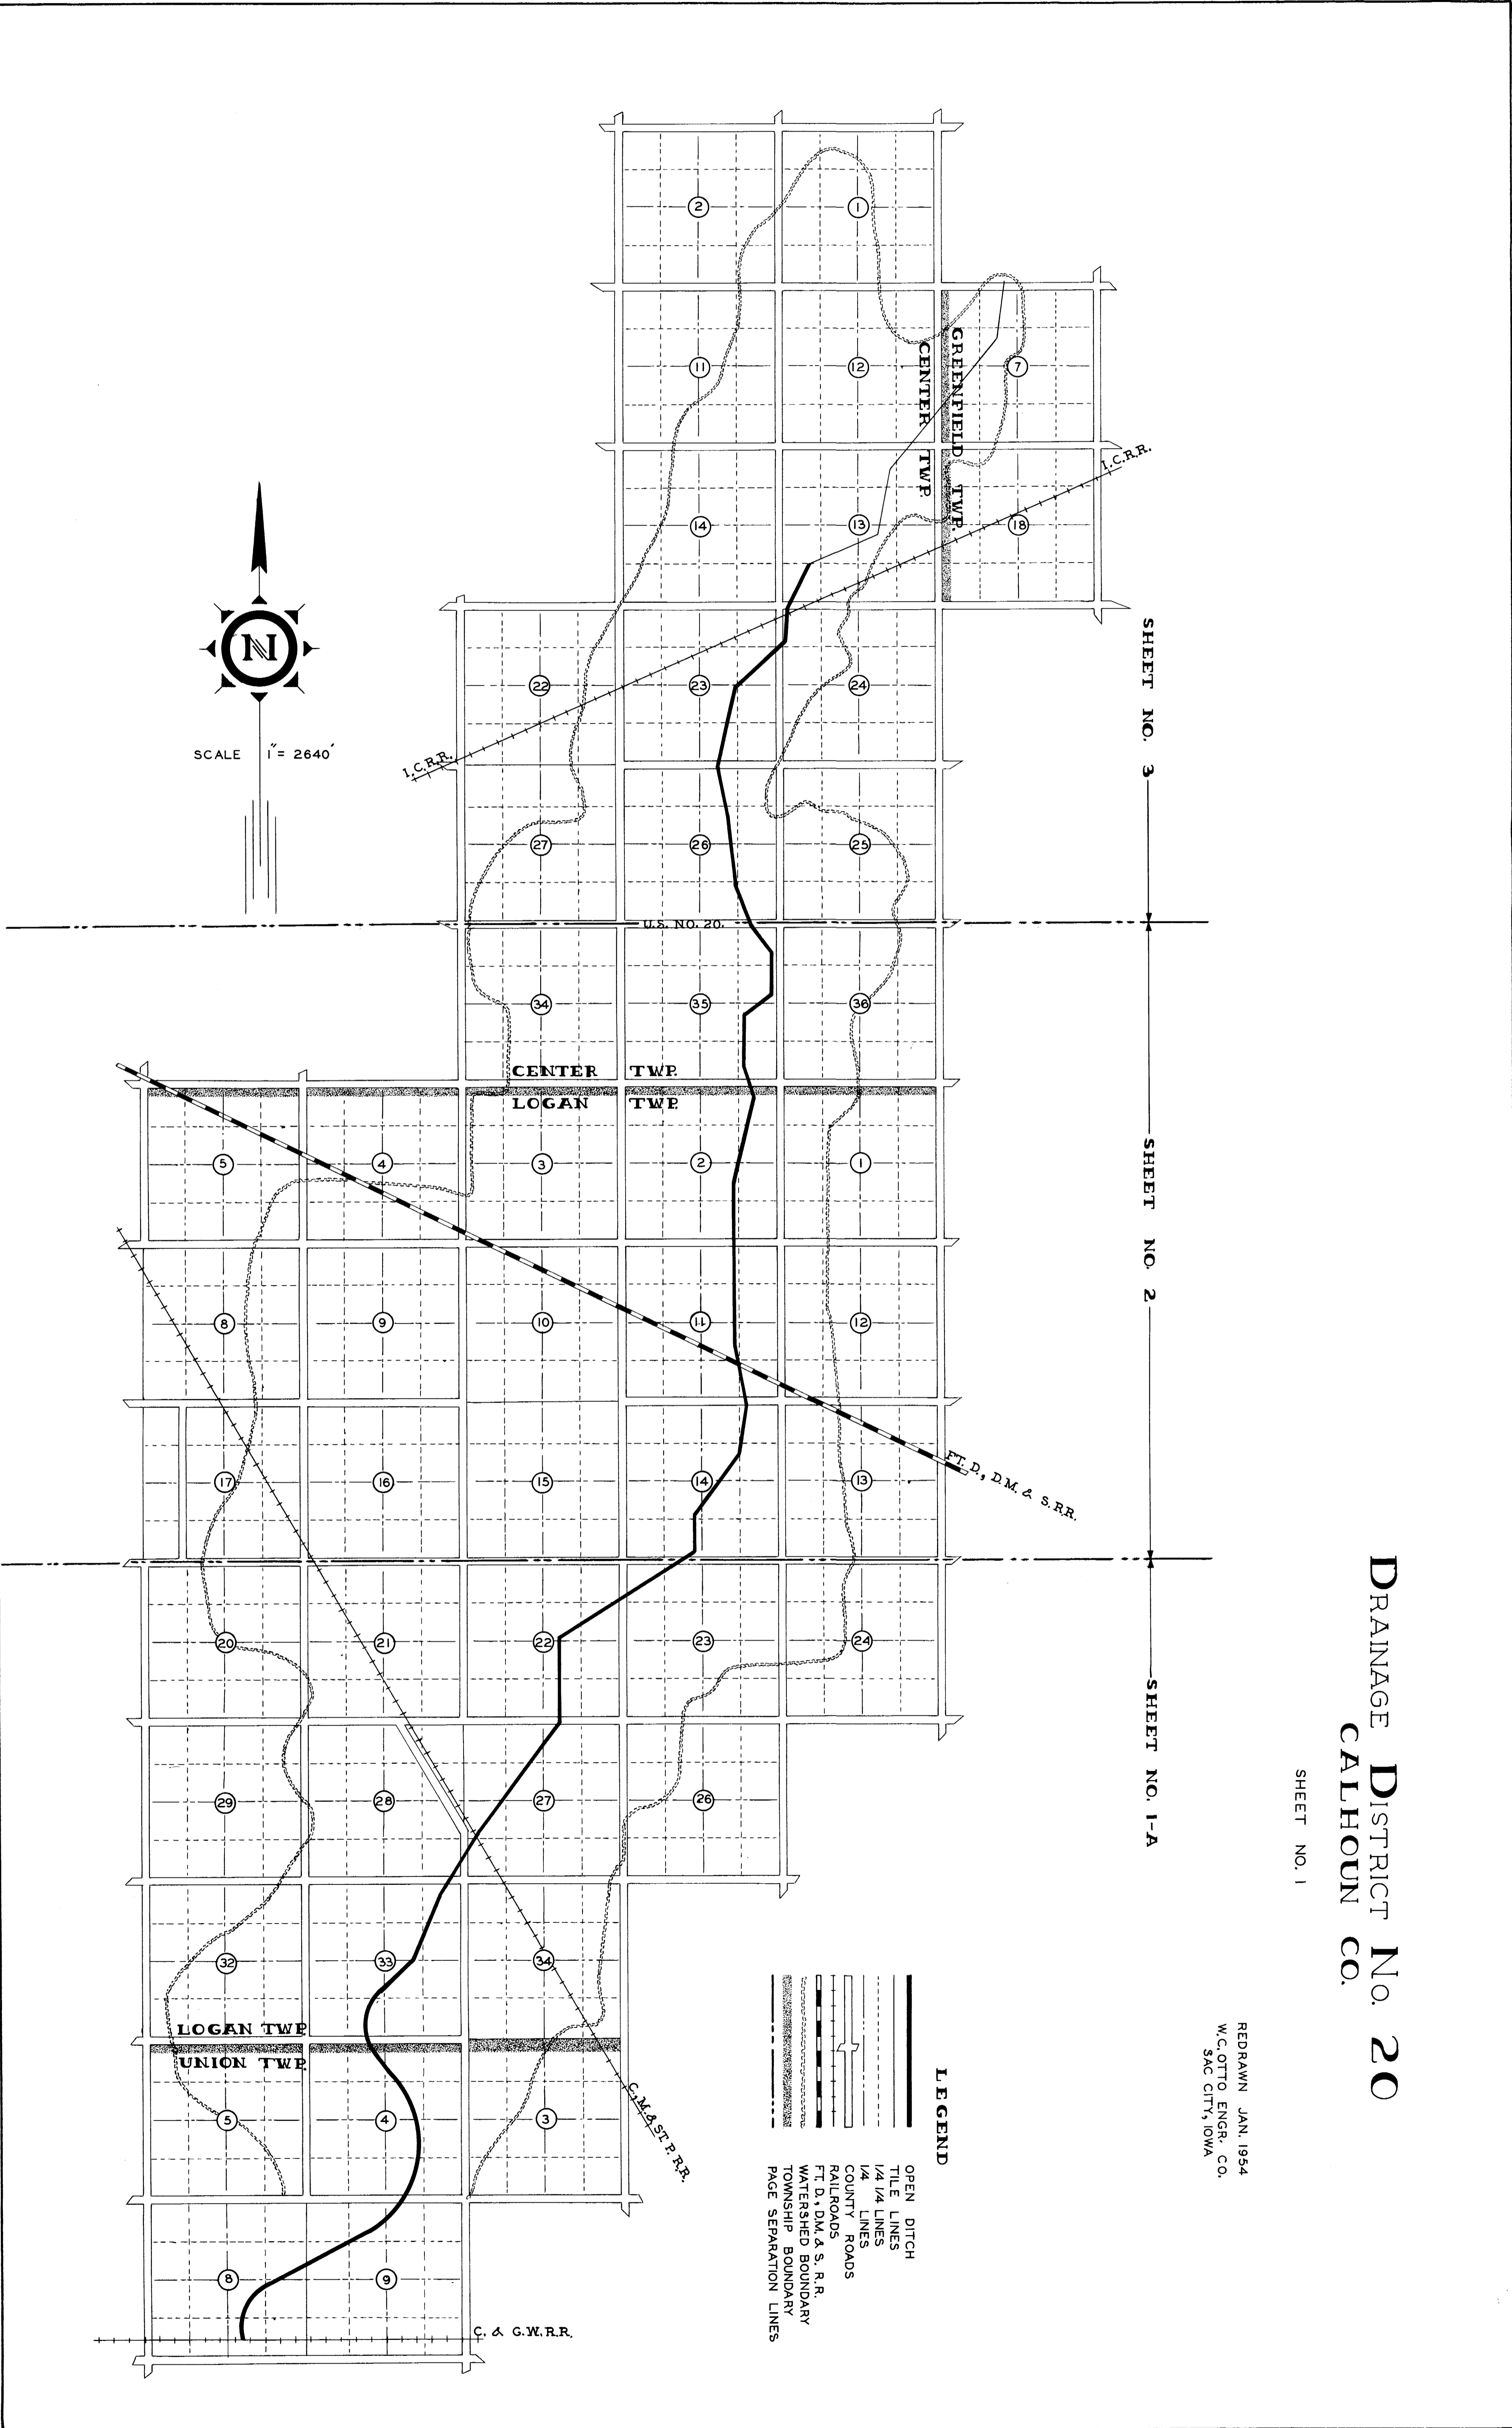 DRAINAGE DISTRICT NO. 20
CALHOUN CO.
SHEET NO. 1
REDRAWN JAN. 1954
W.C. OTTO ENGR. CO.
SAC CITY, IOWA
2
1
11
12
7
CENTER TWP.
GREENFIELD TWP.
I.C.R.R.
14
13
18
SHEET NO. 3
N
SCALE 1" = 2640'
22
23
24
I.C.R.R.
27
26
25
U.S. NO. 20.
34
35
36
CENTER TWP.
LOGAN TWP.
5
4
3
2
1
SHEET NO. 2
8
9
10
11
12
17
16
15
14
13
FT. D., D.M. & S. R.R.
20
21
22
23
24
SHEET NO. 1-A
29
28
27
26
32
33
34
LOGAN TWP.
UNION TWP.
5
4
3
C., M. & ST. P. R.R.
8
9
C. & G.W.R.R.
LEGEND
OPEN DITCH
TILE LINES
1/4 1/4 LINES
1/4 LINES
COUNTY ROADS
RAILROADS
FT. D., D.M. & S. R.R.
WATERSHED BOUNDARY
TOWNSHIP BOUNDARY
PAGE SEPARATION LINES